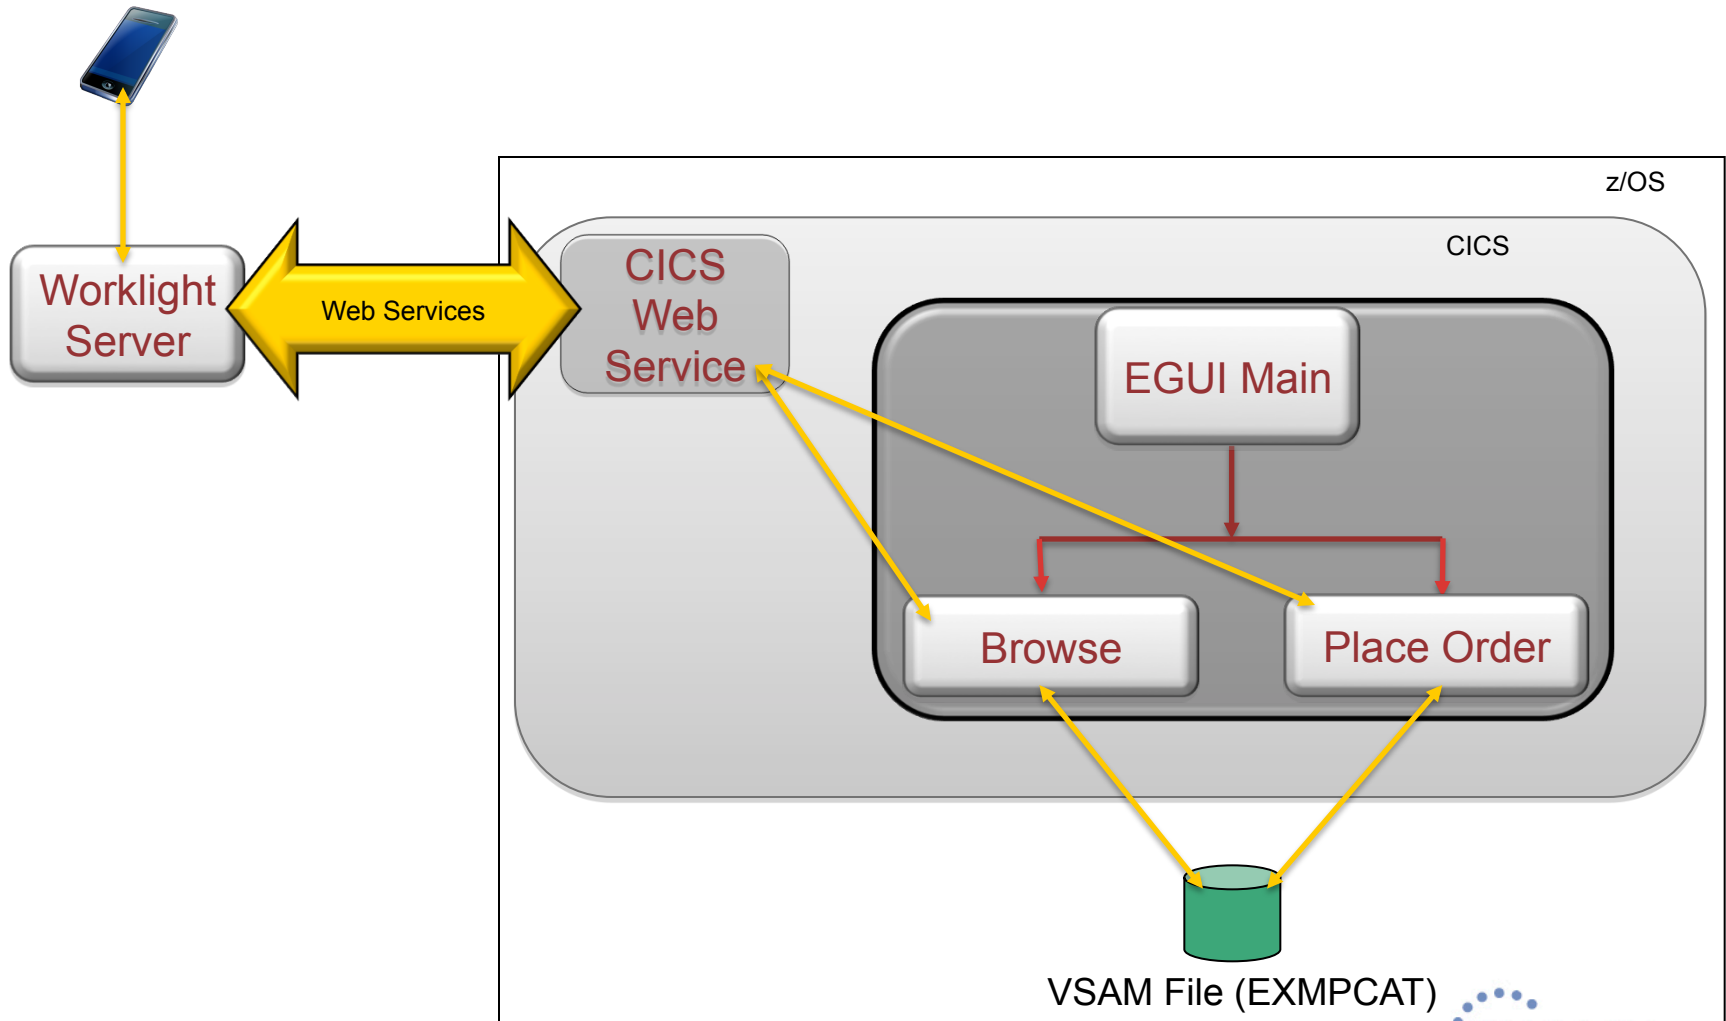 z/OS
CICS
Worklight
Server
Web Services
CICS
Web
Service
EGUI Main
Browse
Place Order
VSAM File (EXMPCAT)